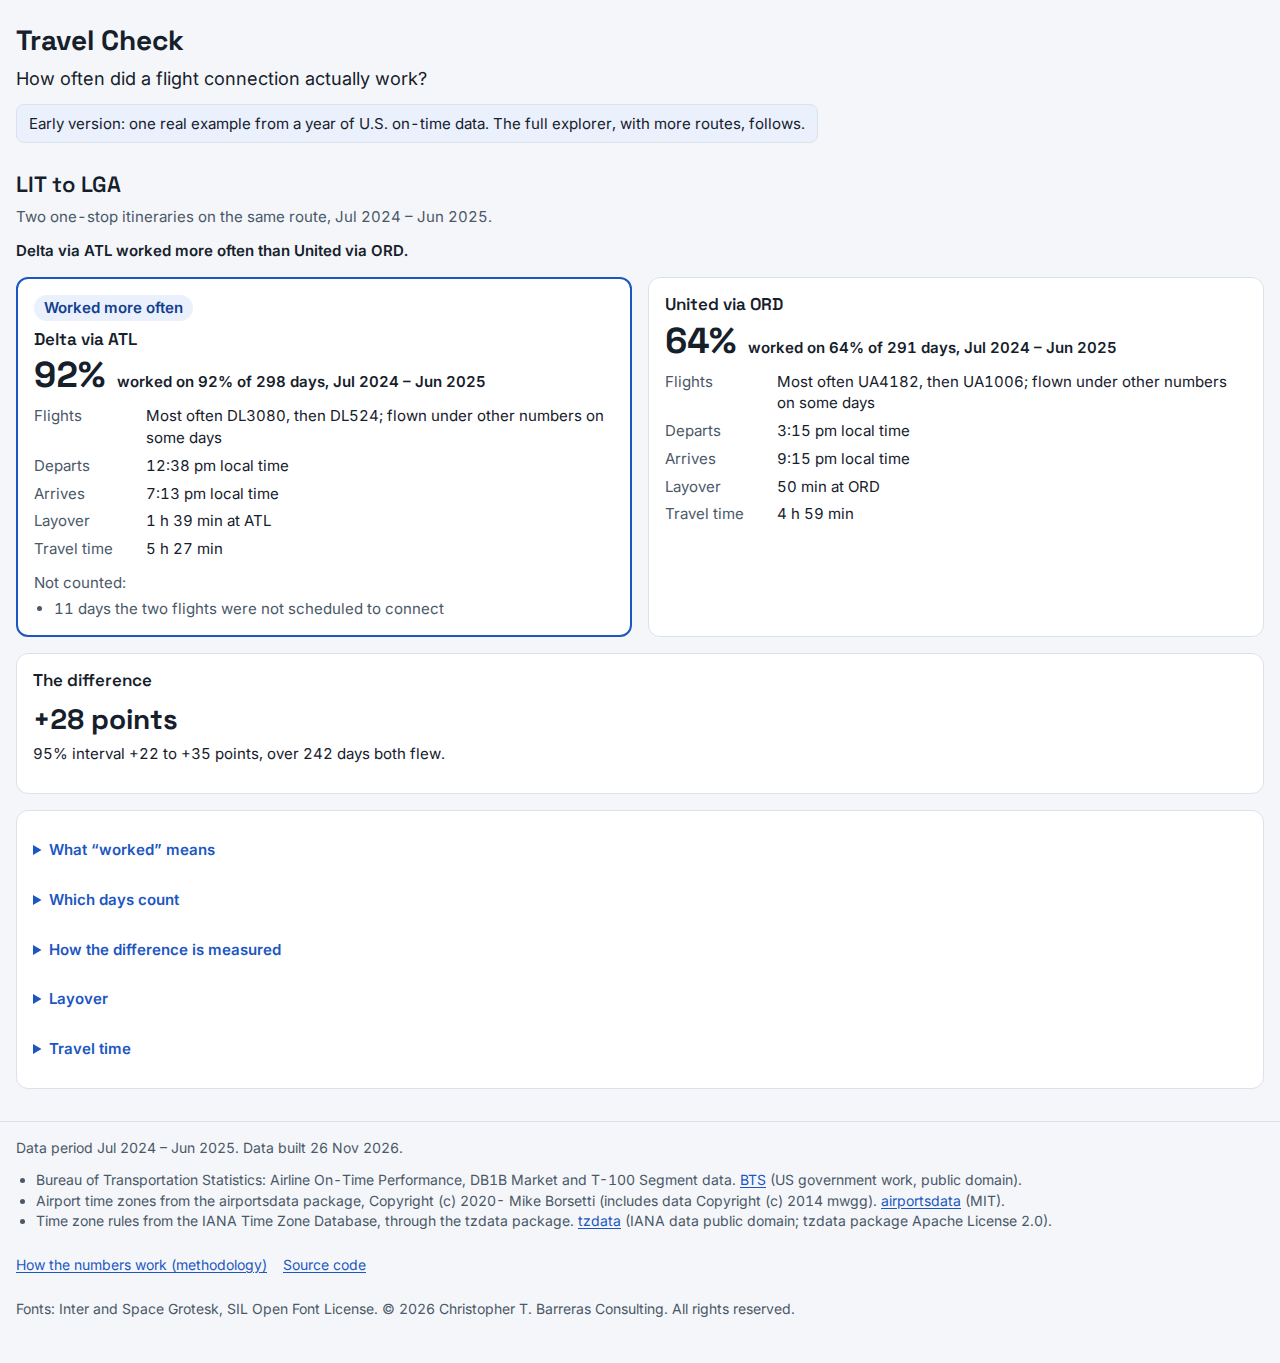 Travel Check
How often did a flight connection actually work?
Early version: one real example from a year of U.S. on-time data. The full explorer, with more routes, follows.
LIT to LGA
Two one-stop itineraries on the same route, Jul 2024 – Jun 2025.
Delta via ATL worked more often than United via ORD.
Worked more often
Delta via ATL
92% worked on 92% of 298 days, Jul 2024 – Jun 2025
Flights Most often DL3080, then DL524; flown under other numbers on
some days
Departs 12:38 pm local time
Arrives 7:13 pm local time
Layover 1 h 39 min at ATL
Travel time 5 h 27 min
Not counted:
• 11 days the two flights were not scheduled to connect
United via ORD
64% worked on 64% of 291 days, Jul 2024 – Jun 2025
Flights Most often UA4182, then UA1006; flown under other numbers
on some days
Departs 3:15 pm local time
Arrives 9:15 pm local time
Layover 50 min at ORD
Travel time 4 h 59 min
The difference
+28 points
95% interval +22 to +35 points, over 242 days both flew.
What “worked” means
Which days count
How the difference is measured
Layover
Travel time
Data period Jul 2024 – Jun 2025. Data built 26 Nov 2026.
• Bureau of Transportation Statistics: Airline On-Time Performance, DB1B Market and T-100 Segment data. BTS (US government work, public domain).
• Airport time zones from the airportsdata package, Copyright (c) 2020- Mike Borsetti (includes data Copyright (c) 2014 mwgg). airportsdata (MIT).
• Time zone rules from the IANA Time Zone Database, through the tzdata package. tzdata (IANA data public domain; tzdata package Apache License 2.0).
How the numbers work (methodology) Source code
Fonts: Inter and Space Grotesk, SIL Open Font License. © 2026 Christopher T. Barreras Consulting. All rights reserved.